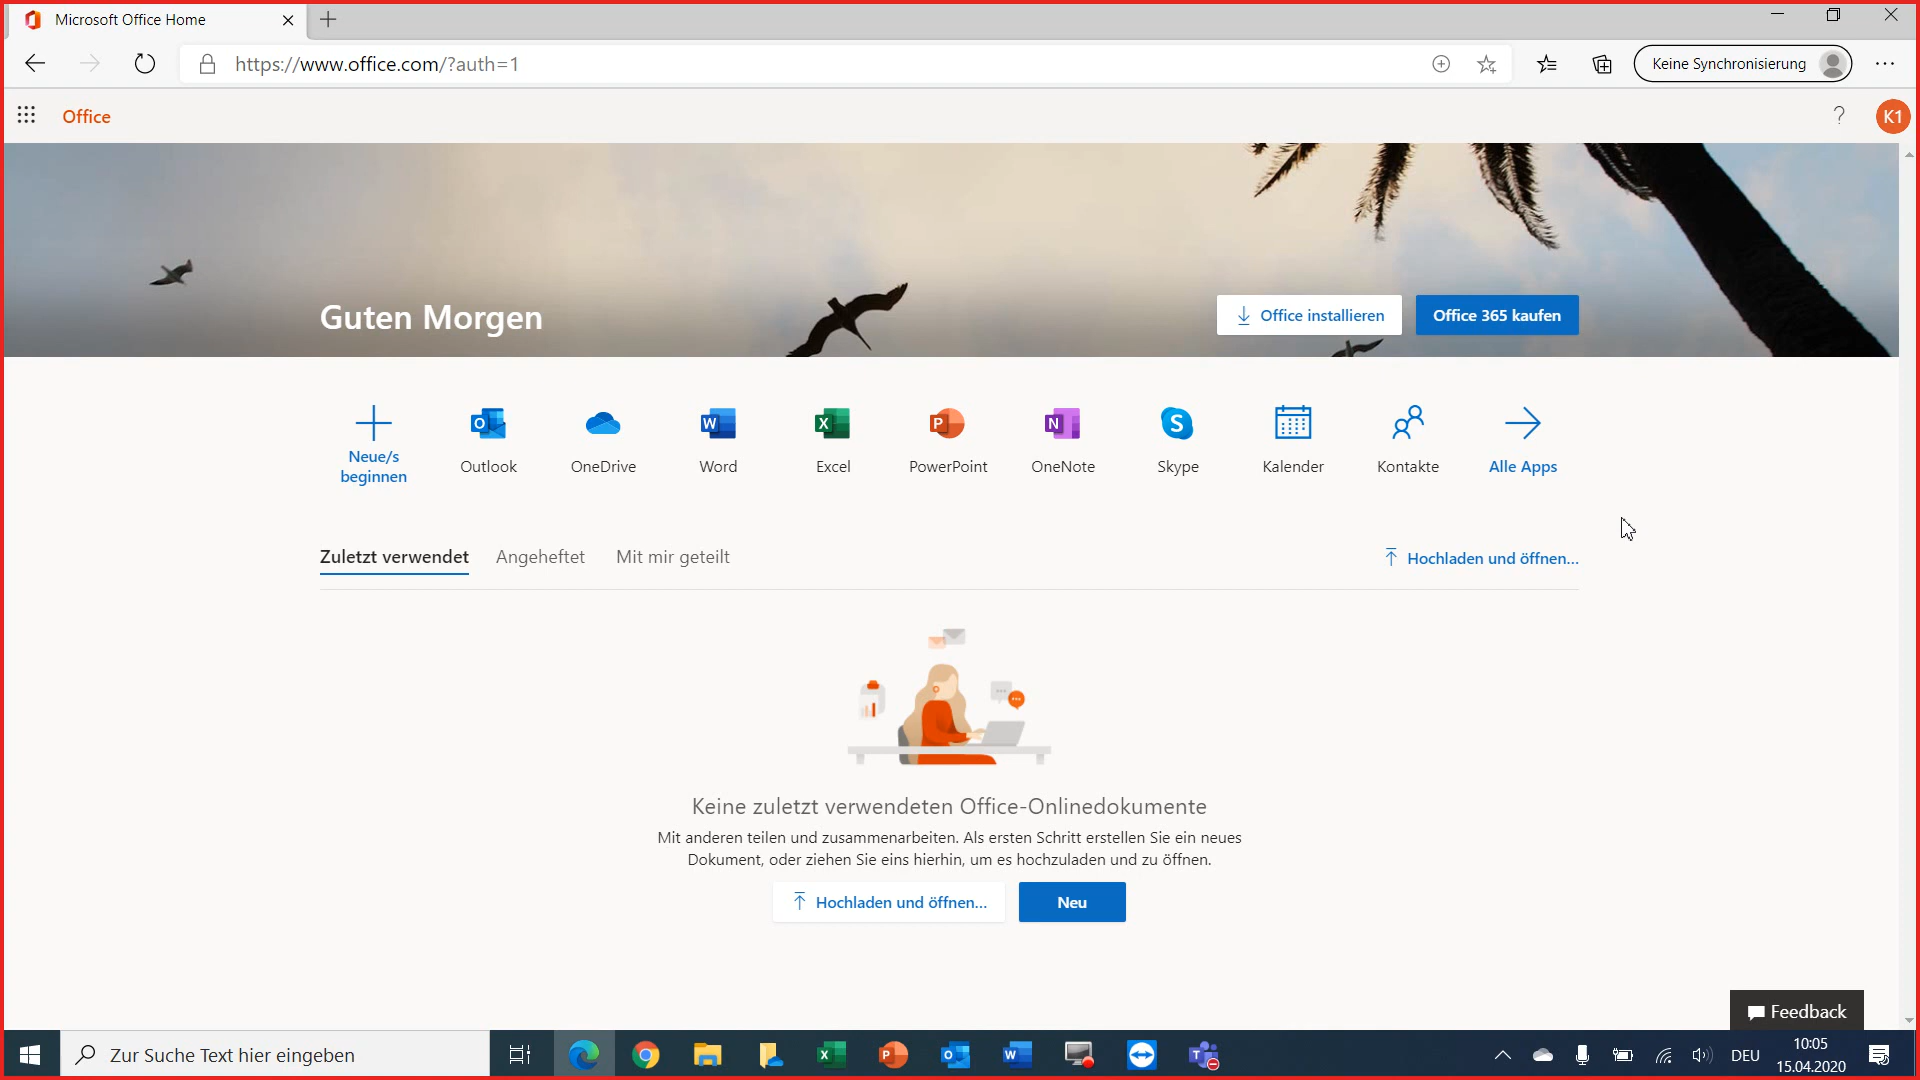 Microsoft Office Home
https://www.office.com/?auth=1
Keine Synchronisierung
Office
?
K1
Guten Morgen
Office installieren
Office 365 kaufen
Neue/s
beginnen
Outlook
OneDrive
Word
Excel
PowerPoint
OneNote
Skype
Kalender
Kontakte
Alle Apps
Zuletzt verwendet
Angeheftet
Mit mir geteilt
Hochladen und öffnen...
Keine zuletzt verwendeten Office-Onlinedokumente
Mit anderen teilen und zusammenarbeiten. Als ersten Schritt erstellen Sie ein neues
Dokument, oder ziehen Sie eins hierhin, um es hochzuladen und zu öffnen.
Hochladen und öffnen...
Neu
Feedback
Zur Suche Text hier eingeben
DEU
10:05
15.04.2020